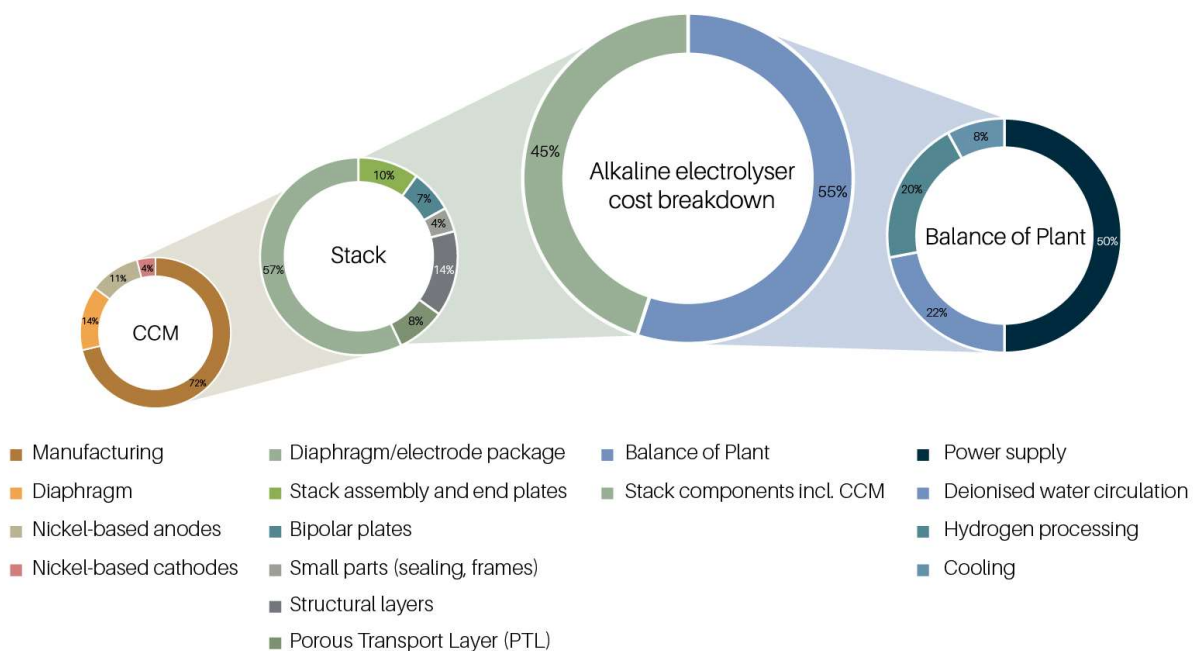 Alkaline electrolyser
cost breakdown
45%
55%
Stack
10%
7%
4%
14%
8%
57%
CCM
4%
11%
14%
72%
Balance of Plant
8%
20%
22%
50%
Manufacturing
Diaphragm
Nickel-based anodes
Nickel-based cathodes
Diaphragm/electrode package
Stack assembly and end plates
Bipolar plates
Small parts (sealing, frames)
Structural layers
Porous Transport Layer (PTL)
Balance of Plant
Stack components incl. CCM
Power supply
Deionised water circulation
Hydrogen processing
Cooling